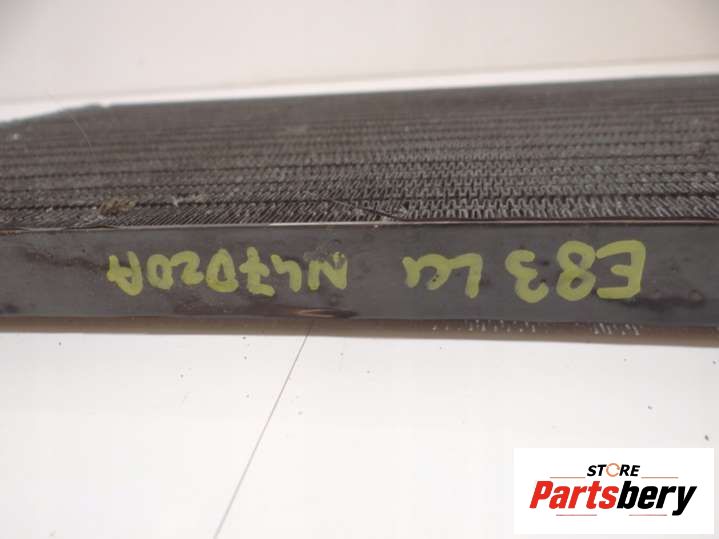 E83 LCI N47D20A
STORE
Partsbery